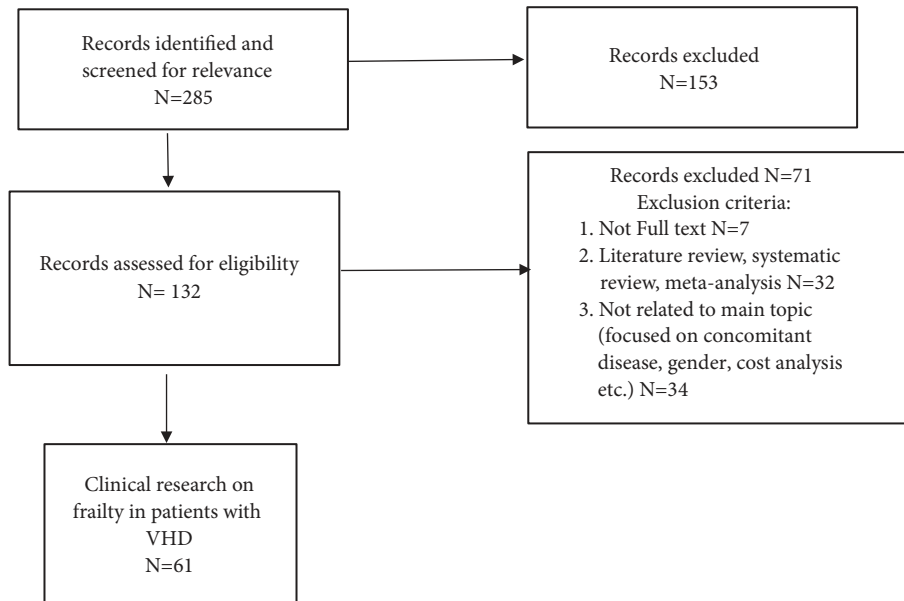 Records identified and
screened for relevance
N=285
Records excluded
N=153
Records assessed for eligibility
N= 132
Records excluded N=71
Exclusion criteria:
1. Not Full text N=7
2. Literature review, systematic
review, meta-analysis N=32
3. Not related to main topic
(focused on concomitant
disease, gender, cost analysis
etc.) N=34
Clinical research on
frailty in patients with
VHD
N=61